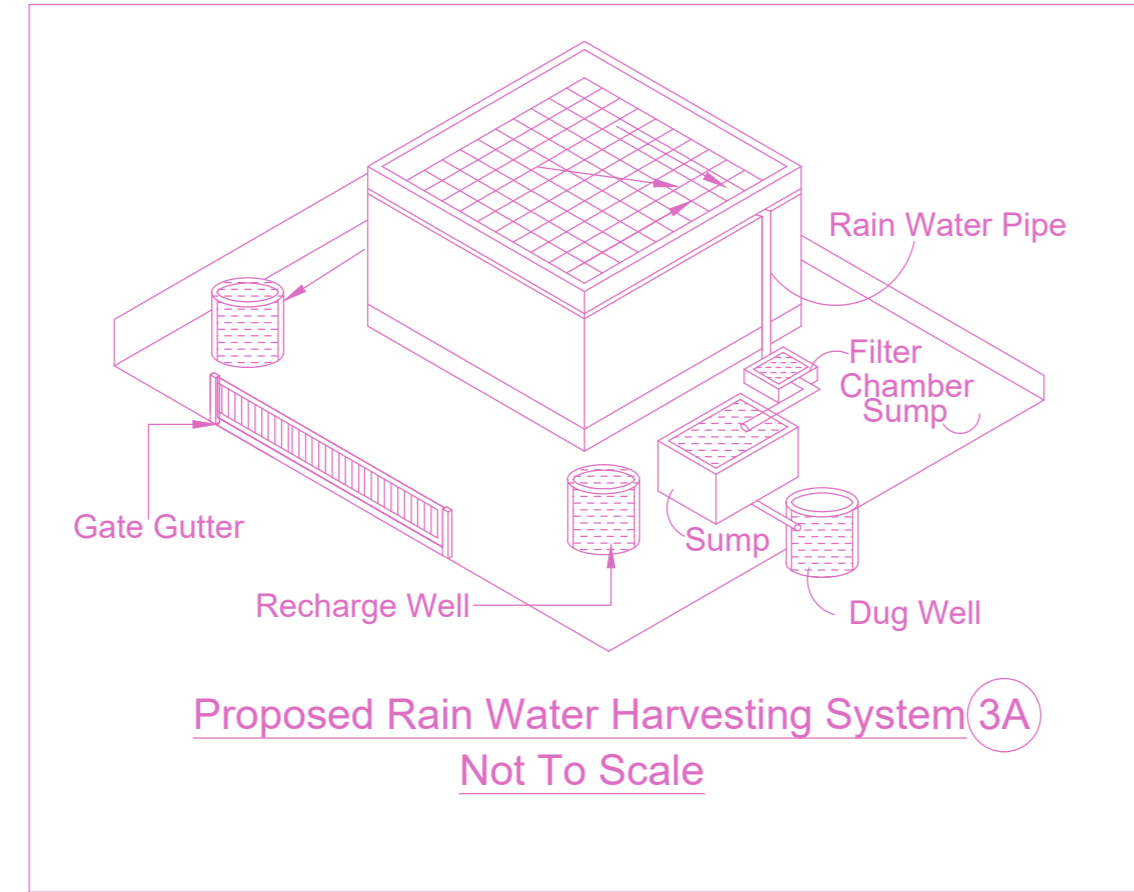 Rain Water Pipe
Filter
Chamber
Sump
Gate Gutter
Sump
Recharge Well
Dug Well
Proposed Rain Water Harvesting System 3A
Not To Scale